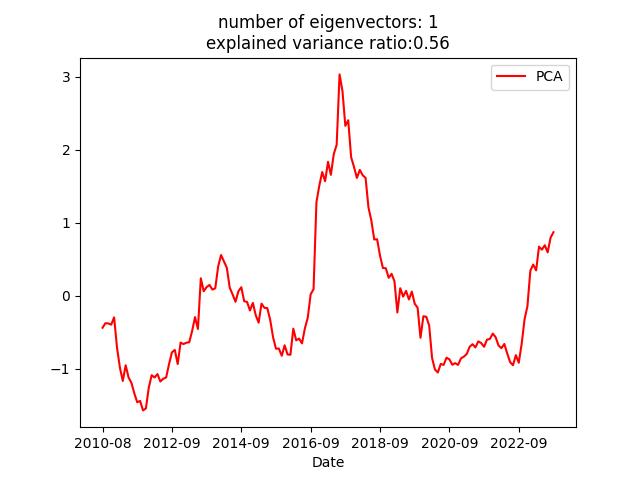 number of eigenvectors: 1
explained variance ratio:0.56
PCA
3
2
1
0
−1
2010-08 2012-09 2014-09 2016-09 2018-09 2020-09 2022-09
Date